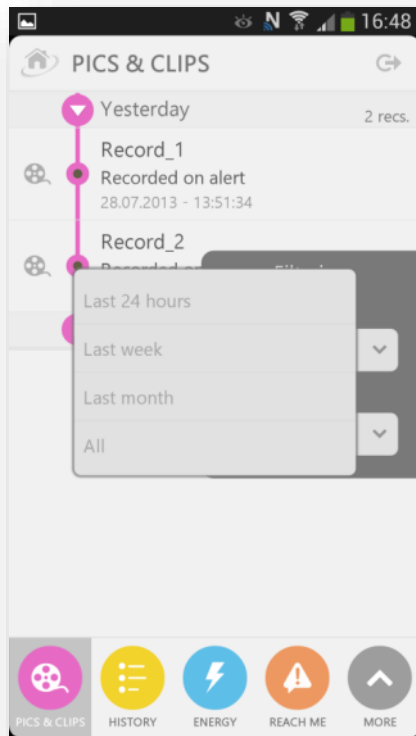 16:48
PICS & CLIPS
Yesterday
2 recs.
Record_1
Recorded on alert
28.07.2013 - 13:51:34
Record_2
Last 24 hours
Last week
Last month
All
PICS & CLIPS
HISTORY
ENERGY
REACH ME
MORE